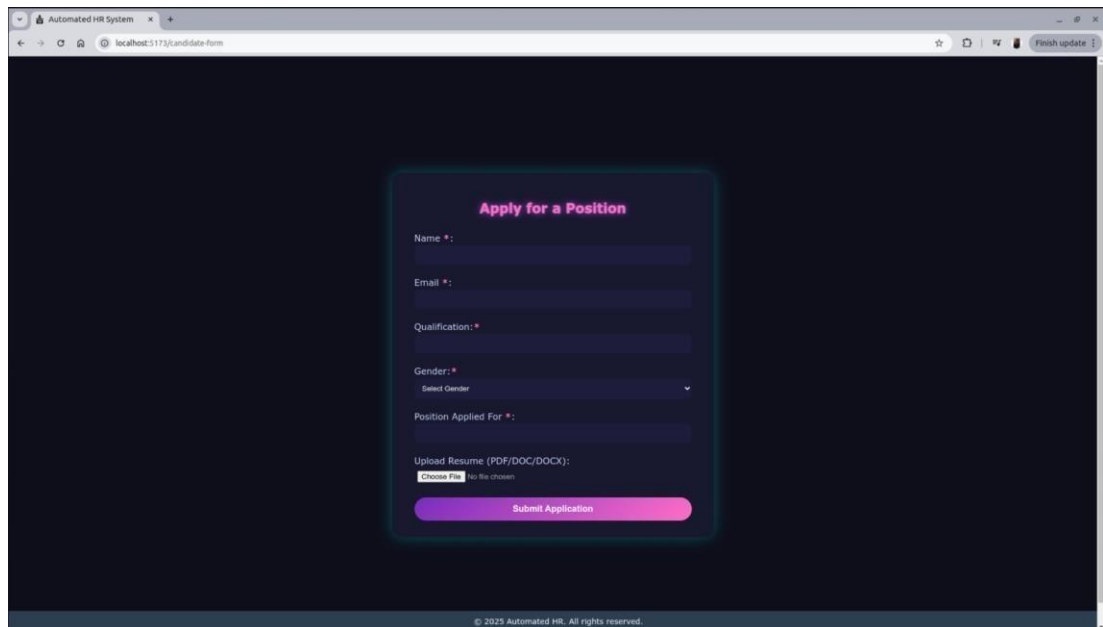 Automated HR System
localhost:5173/candidate-form
Finish update
Apply for a Position
Name *:
Email *:
Qualification:*
Gender:*
Select Gender
Position Applied For *:
Upload Resume (PDF/DOC/DOCX):
Choose File No file chosen
Submit Application
© 2025 Automated HR. All rights reserved.